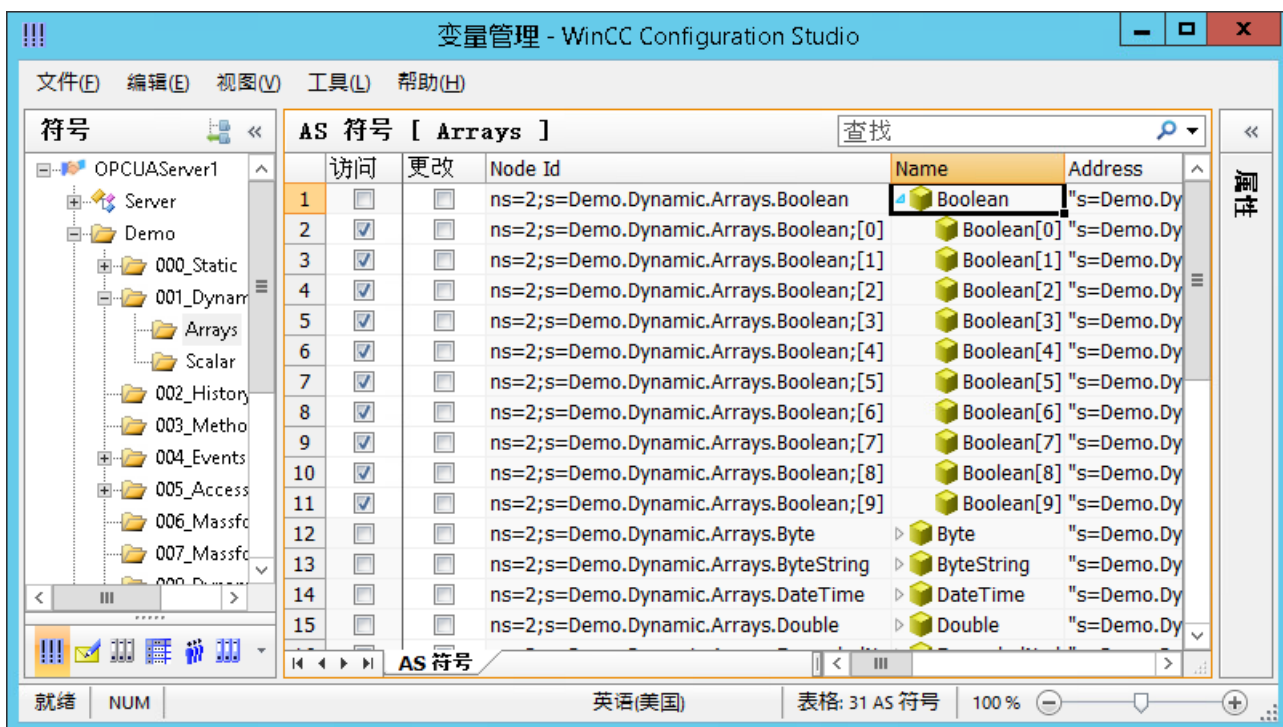 变量管理 - WinCC Configuration Studio
文件(F) 编辑(E) 视图(V) 工具(L) 帮助(H)
符号 «
OPCUAServer1
Server
Demo
000_Static
001_Dynam
Arrays
Scalar
002_History
003_Metho
004_Events
005_Access
006_Massfo
007_Massfo
AS 符号 [ Arrays ] 查找
访问 更改 Node Id Name Address
1 ns=2;s=Demo.Dynamic.Arrays.Boolean Boolean "s=Demo.Dy
2 ns=2;s=Demo.Dynamic.Arrays.Boolean;[0] Boolean[0] "s=Demo.Dy
3 ns=2;s=Demo.Dynamic.Arrays.Boolean;[1] Boolean[1] "s=Demo.Dy
4 ns=2;s=Demo.Dynamic.Arrays.Boolean;[2] Boolean[2] "s=Demo.Dy
5 ns=2;s=Demo.Dynamic.Arrays.Boolean;[3] Boolean[3] "s=Demo.Dy
6 ns=2;s=Demo.Dynamic.Arrays.Boolean;[4] Boolean[4] "s=Demo.Dy
7 ns=2;s=Demo.Dynamic.Arrays.Boolean;[5] Boolean[5] "s=Demo.Dy
8 ns=2;s=Demo.Dynamic.Arrays.Boolean;[6] Boolean[6] "s=Demo.Dy
9 ns=2;s=Demo.Dynamic.Arrays.Boolean;[7] Boolean[7] "s=Demo.Dy
10 ns=2;s=Demo.Dynamic.Arrays.Boolean;[8] Boolean[8] "s=Demo.Dy
11 ns=2;s=Demo.Dynamic.Arrays.Boolean;[9] Boolean[9] "s=Demo.Dy
12 ns=2;s=Demo.Dynamic.Arrays.Byte Byte "s=Demo.Dy
13 ns=2;s=Demo.Dynamic.Arrays.ByteString ByteString "s=Demo.Dy
14 ns=2;s=Demo.Dynamic.Arrays.DateTime DateTime "s=Demo.Dy
15 ns=2;s=Demo.Dynamic.Arrays.Double Double "s=Demo.Dy
AS 符号
«
属性
就绪 NUM 英语(美国) 表格: 31 AS 符号 100 %